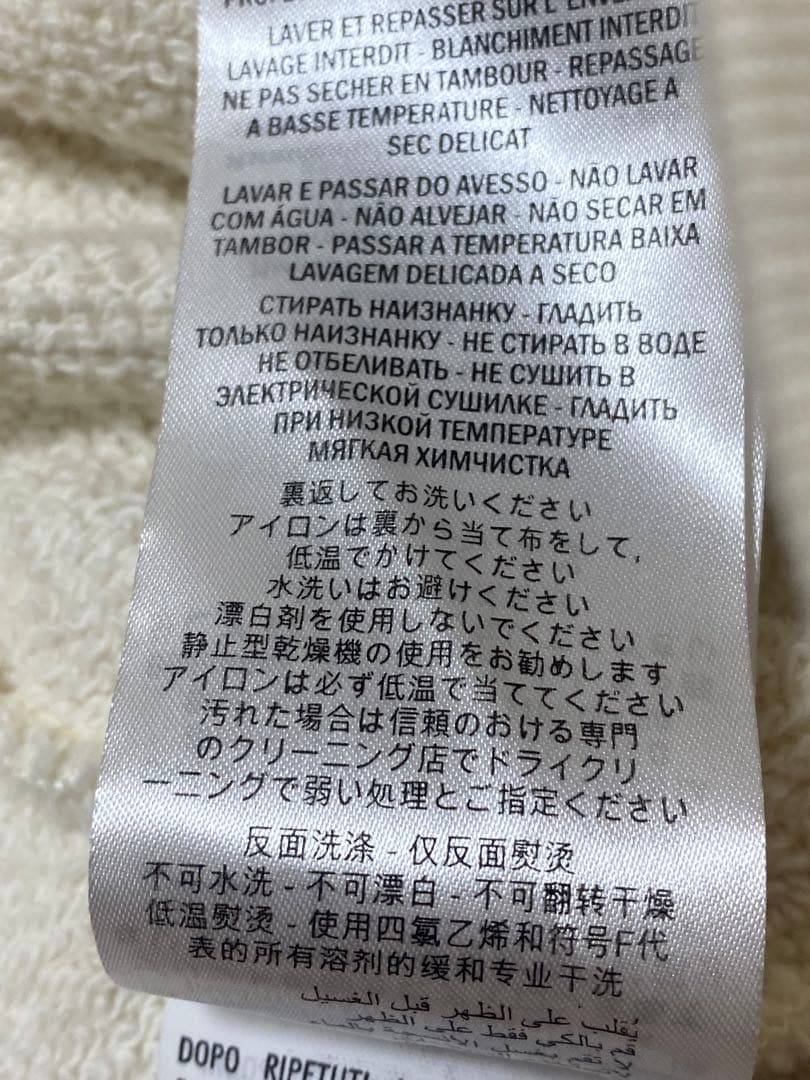 LAVER ET REPASSER SUR L'ENVE
LAVAGE INTERDIT - BLANCHIMENT INTERDIT
NE PAS SECHER EN TAMBOUR - REPASSAGE
A BASSE TEMPERATURE - NETTOYAGE A
SEC DELICAT
LAVAR E PASSAR DO AVESSO - NÃO LAVAR
COM ÁGUA - NÃO ALVEJAR - NÃO SECAR EM
TAMBOR - PASSAR A TEMPERATURA BAIXA
LAVAGEM DELICADA A SECO
СТИРАТЬ НАИЗНАНКУ - ГЛАДИТЬ
ТОЛЬКО НАИЗНАНКУ - НЕ СТИРАТЬ В ВОДЕ
НЕ ОТБЕЛИВАТЬ - НЕ СУШИТЬ В
ЭЛЕКТРИЧЕСКОЙ СУШИЛКЕ - ГЛАДИТЬ
ПРИ НИЗКОЙ ТЕМПЕРАТУРЕ
МЯГКАЯ ХИМЧИСТКА
裏返してお洗いください
アイロンは裏から当て布をして,
低温でかけてください
水洗いはお避けください
漂白剤を使用しないでください
静止型乾燥機の使用をお勧めします
アイロンは必ず低温で当ててください
汚れた場合は信頼のおける専門
のクリーニング店でドライクリ
ーニングで弱い処理とご指定ください
反面洗涤 - 仅反面熨烫
不可水洗 - 不可漂白 - 不可翻转干燥
低温熨烫 - 使用四氯乙烯和符号F代
表的所有溶剂的缓和专业干洗
تقلب على الظهر قبل الغسيل
بالكي فقط على الظهر
DOPO RIPETUTI